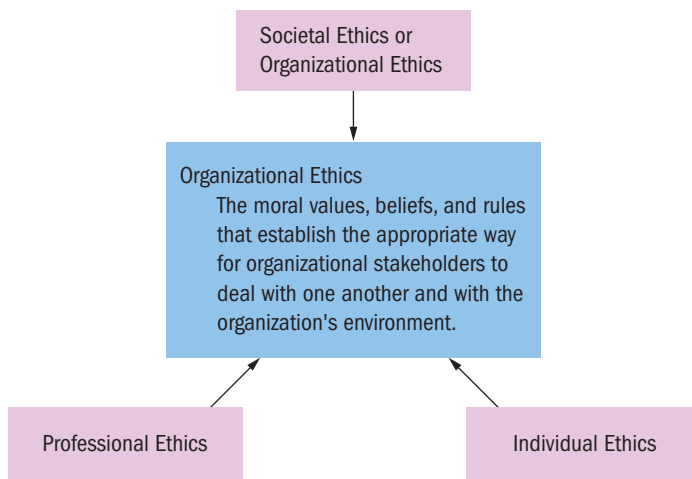 Societal Ethics or
Organizational Ethics
Organizational Ethics
The moral values, beliefs, and rules
that establish the appropriate way
for organizational stakeholders to
deal with one another and with the
organization's environment.
Professional Ethics
Individual Ethics